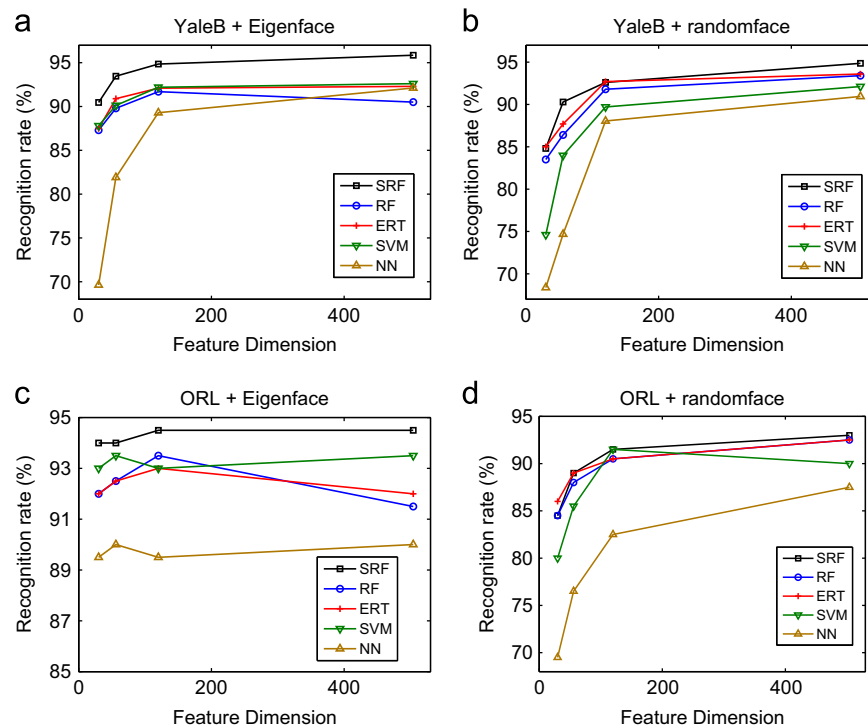 a
YaleB + Eigenface
Recognition rate (%)
95
90
85
80
75
70
SRF
RF
ERT
SVM
NN
0
200
400
Feature Dimension
b
YaleB + randomface
Recognition rate (%)
95
90
85
80
75
70
SRF
RF
ERT
SVM
NN
0
200
400
Feature Dimension
c
ORL + Eigenface
Recognition rate (%)
95
93
91
89
87
85
SRF
RF
ERT
SVM
NN
0
200
400
Feature Dimension
d
ORL + randomface
Recognition rate (%)
95
90
85
80
75
70
SRF
RF
ERT
SVM
NN
0
200
400
Feature Dimension